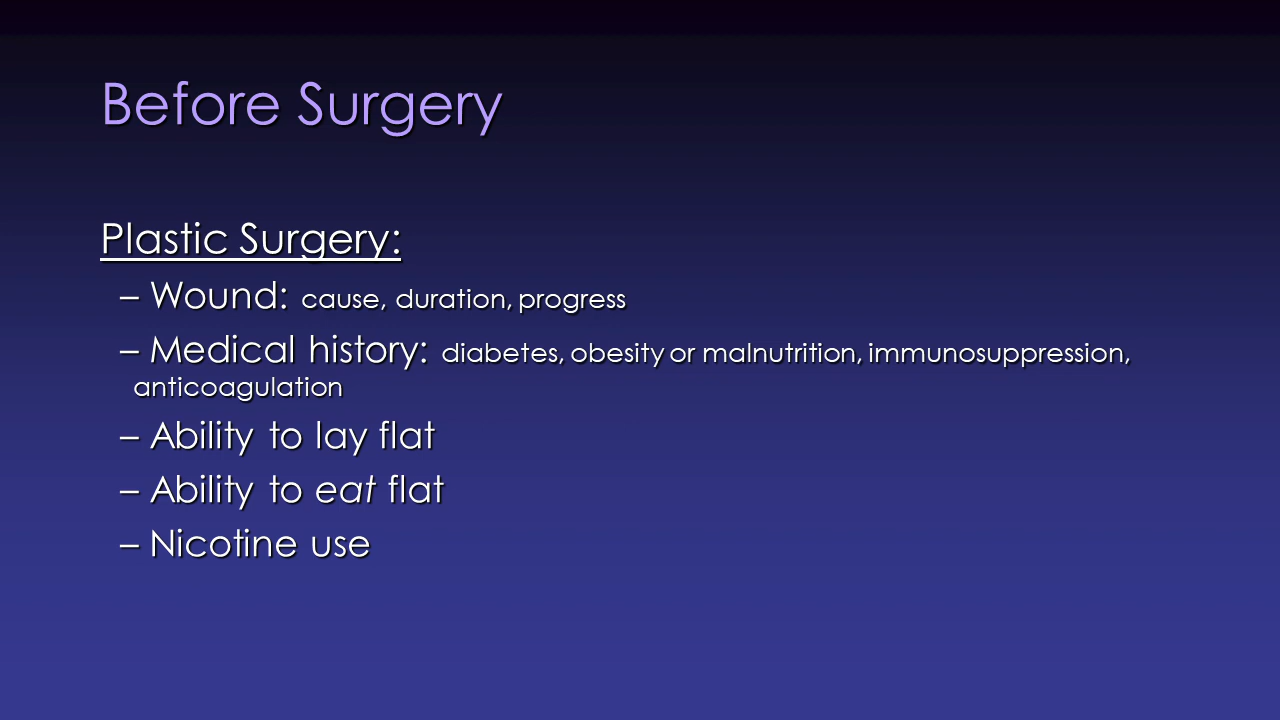 Before Surgery
Plastic Surgery:
– Wound: cause, duration, progress
– Medical history: diabetes, obesity or malnutrition, immunosuppression,
anticoagulation
– Ability to lay flat
– Ability to eat flat
– Nicotine use